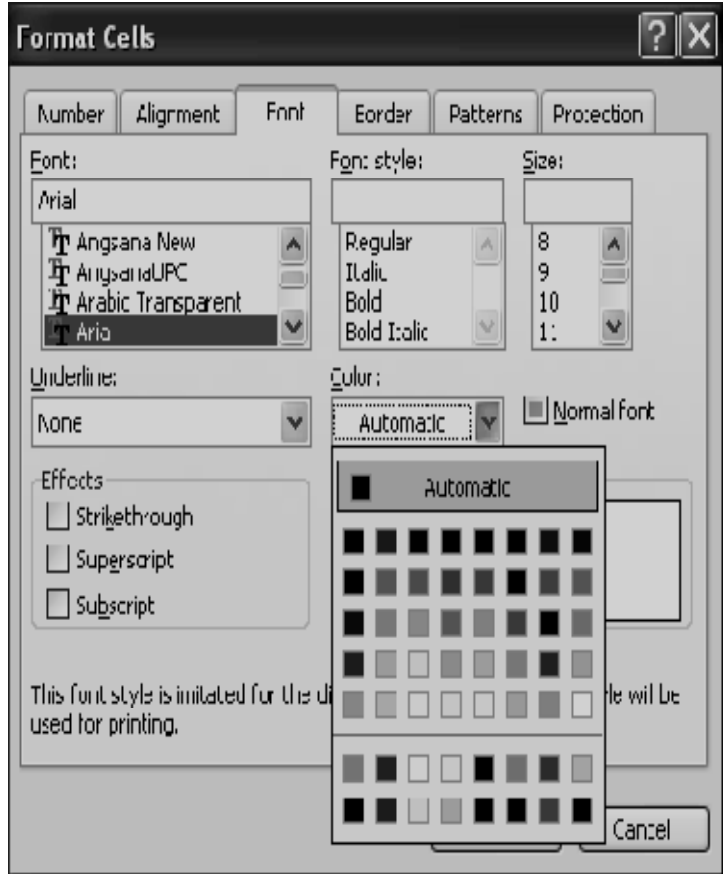 Format Cells
Number Alignment Font Border Patterns Protection
Font: Font style: Size:
Arial
Angsana New Regular 8
AngsanaUPC Italic 9
Arabic Transparent Bold 10
Arial Bold Italic 11
Underline: Color:
None Automatic Normal font
Effects Automatic
Strikethrough
Superscript
Subscript
This font style is imitated for the di le will be
used for printing.
Cancel